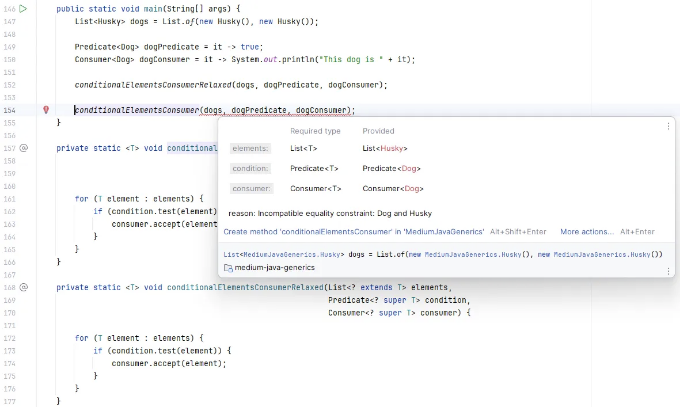 146 public static void main(String[] args) {
147 List<Husky> dogs = List.of(new Husky(), new Husky());
148
149 Predicate<Dog> dogPredicate = it -> true;
150 Consumer<Dog> dogConsumer = it -> System.out.println("This dog is " + it);
151
152 conditionalElementsConsumerRelaxed(dogs, dogPredicate, dogConsumer);
153
154 conditionalElementsConsumer(dogs, dogPredicate, dogConsumer);
155 }
156
Required type Provided
elements: List<T> List<Husky>
condition: Predicate<T> Predicate<Dog>
consumer: Consumer<T> Consumer<Dog>
reason: Incompatible equality constraint: Dog and Husky
Create method 'conditionalElementsConsumer' in 'MediumJavaGenerics' Alt+Shift+Enter More actions... Alt+Enter
List<MediumJavaGenerics.Husky> dogs = List.of(new MediumJavaGenerics.Husky(), new MediumJavaGenerics.Husky())
medium-java-generics
157 private static <T> void conditional
158
159
160
161 for (T element : elements) {
162 if (condition.test(element)
163 consumer.accept(element
164 }
165 }
166 }
167
168 private static <T> void conditionalElementsConsumerRelaxed(List<? extends T> elements,
169 Predicate<? super T> condition,
170 Consumer<? super T> consumer) {
171
172 for (T element : elements) {
173 if (condition.test(element)) {
174 consumer.accept(element);
175 }
176 }
177 }